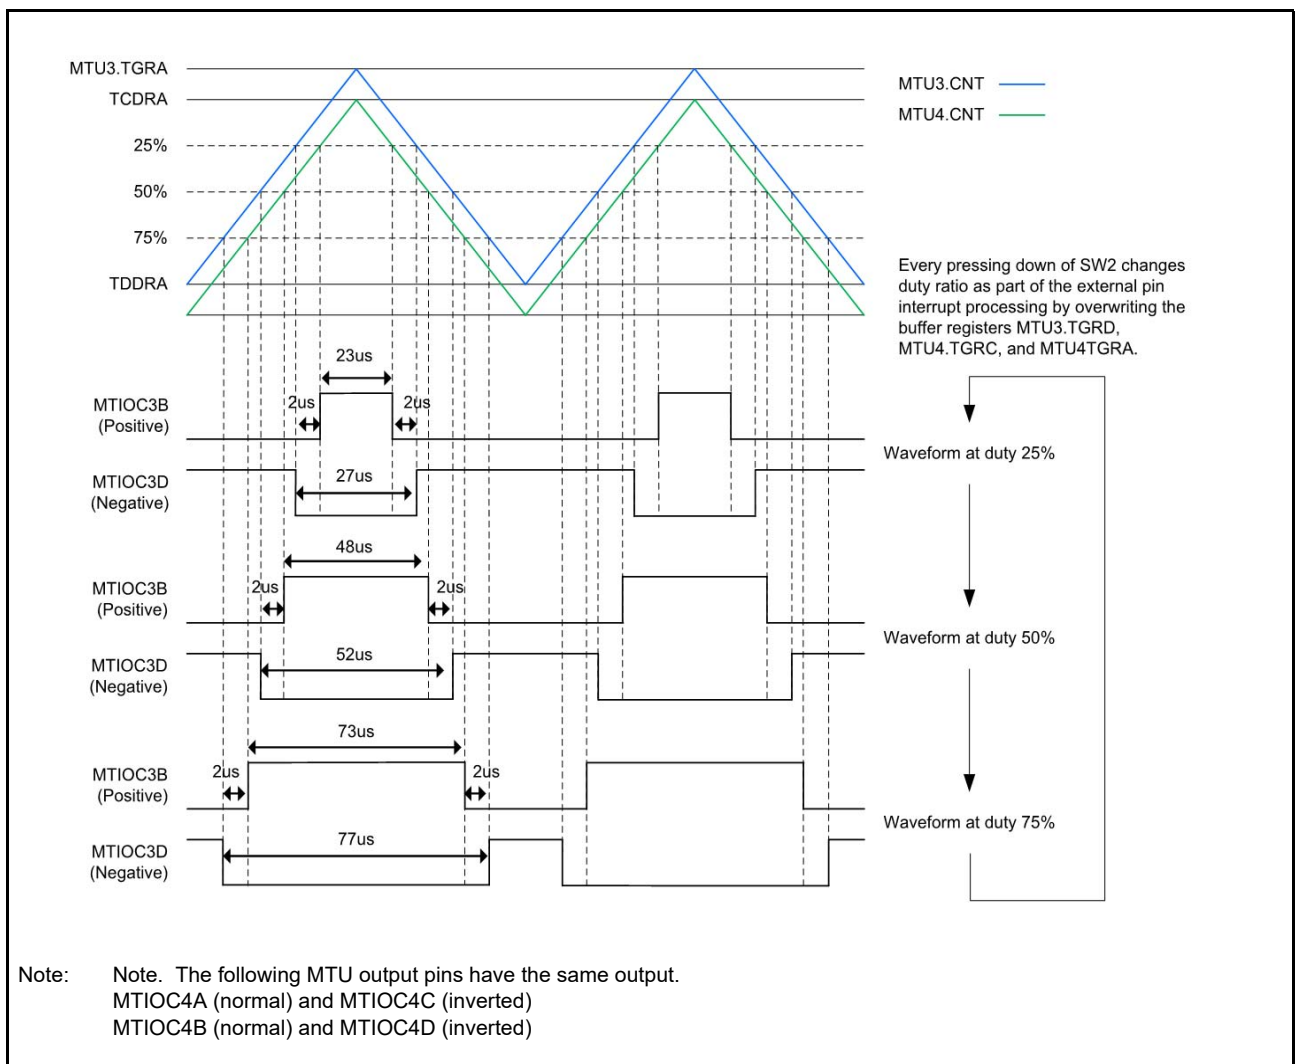 MTU3.TGRA
TCDRA
25%
50%
75%
TDDRA
MTU3.CNT
MTU4.CNT
Every pressing down of SW2 changes
duty ratio as part of the external pin
interrupt processing by overwriting the
buffer registers MTU3.TGRD,
MTU4.TGRC, and MTU4TGRA.
23us
MTIOC3B
(Positive)
2us
2us
Waveform at duty 25%
MTIOC3D
(Negative)
27us
48us
MTIOC3B
(Positive)
2us
2us
Waveform at duty 50%
MTIOC3D
(Negative)
52us
73us
MTIOC3B
(Positive)
2us
2us
Waveform at duty 75%
MTIOC3D
(Negative)
77us
Note: Note. The following MTU output pins have the same output.
MTIOC4A (normal) and MTIOC4C (inverted)
MTIOC4B (normal) and MTIOC4D (inverted)